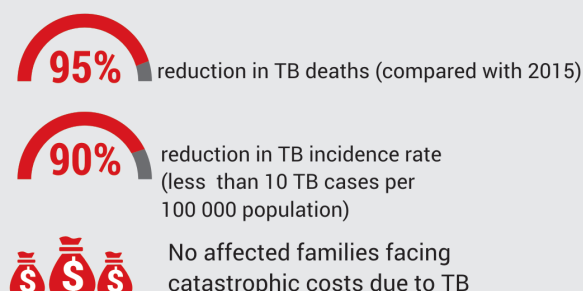 95% reduction in TB deaths (compared with 2015)
90% reduction in TB incidence rate
(less than 10 TB cases per
100 000 population)
$ $ $ No affected families facing
catastrophic costs due to TB